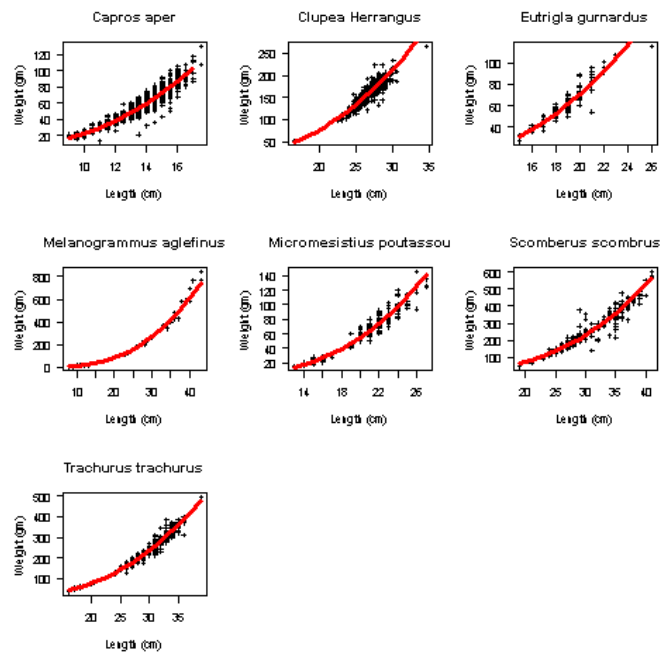 Capros aper
Clupea Herrangus
Eutrigla gurnardus
Weight (gm)
120
100
80
60
40
20
10 12 14 16
Length (cm)
Weight (gm)
250
200
150
100
50
20 25 30 35
Length (cm)
Weight (gm)
100
80
60
40
16 18 20 22 24 26
Length (cm)
Melanogrammus aglefinus
Micromesistius poutassou
Scomberus scombrus
Weight (gm)
800
600
400
200
0
10 20 30 40
Length (cm)
Weight (gm)
140
120
100
80
60
40
20
14 18 22 26
Length (cm)
Weight (gm)
600
500
400
300
200
100
20 25 30 35 40
Length (cm)
Trachurus trachurus
Weight (gm)
500
400
300
200
100
20 25 30 35
Length (cm)